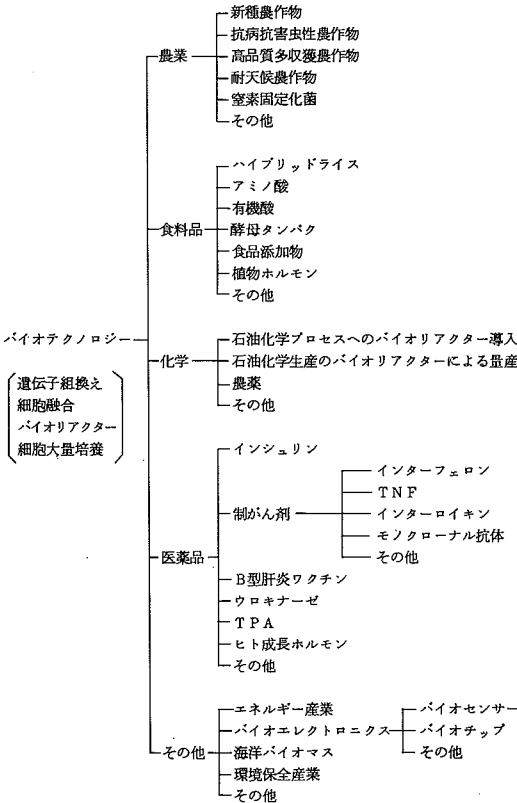 バイオテクノロジー
遺伝子組換え
細胞融合
バイオリアクター
細胞大量培養
農業
新種農作物
抗病抗害虫性農作物
高品質多収獲農作物
耐天候農作物
窒素固定化菌
その他
食料品
ハイブリッドライス
アミノ酸
有機酸
酵母タンパク
食品添加物
植物ホルモン
その他
化学
石油化学プロセスへのバイオリアクター導入
石油化学生産のバイオリアクターによる量産
農薬
その他
医薬品
インシュリン
制がん剤
インターフェロン
TNF
インターロイキン
モノクローナル抗体
その他
B型肝炎ワクチン
ウロキナーゼ
TPA
ヒト成長ホルモン
その他
その他
エネルギー産業
バイオエレクトロニクス
バイオセンサー
バイオチップ
その他
海洋バイオマス
環境保全産業
その他